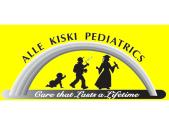 ALLE KISKI PEDIATRICS
Care that Lasts a Lifetime